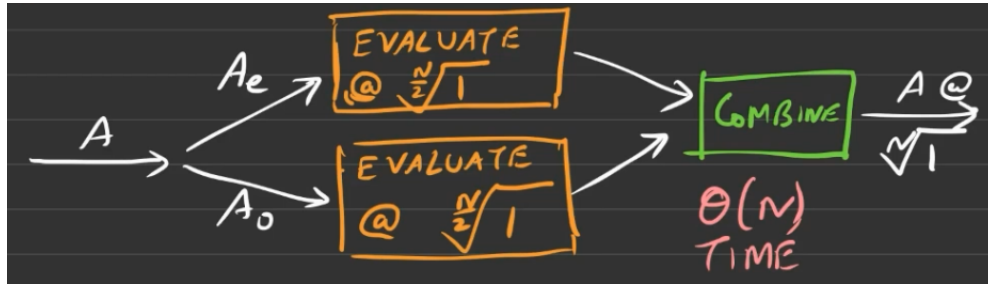 A
Ae
Ao
EVALUATE
@ ᴺ⁄₂√1
EVALUATE
@ ᴺ⁄₂√1
COMBINE
A @
ᴺ√1
Θ(N)
TIME